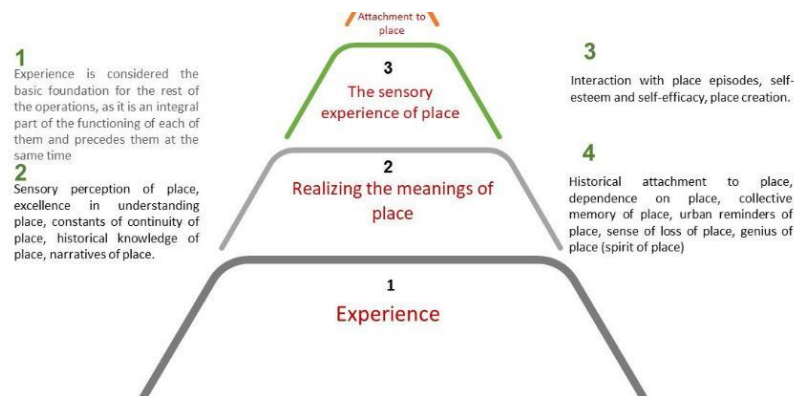 Attachment to
place
1
Experience is considered the
basic foundation for the rest of
the operations, as it is an integral
part of the functioning of each of
them and precedes them at the
same time
2
Sensory perception of place,
excellence in understanding
place, constants of continuity of
place, historical knowledge of
place, narratives of place.
3
The sensory
experience of place
2
Realizing the meanings of
place
1
Experience
3
Interaction with place episodes, self-
esteem and self-efficacy, place creation.
4
Historical attachment to place,
dependence on place, collective
memory of place, urban reminders of
place, sense of loss of place, genius of
place (spirit of place)